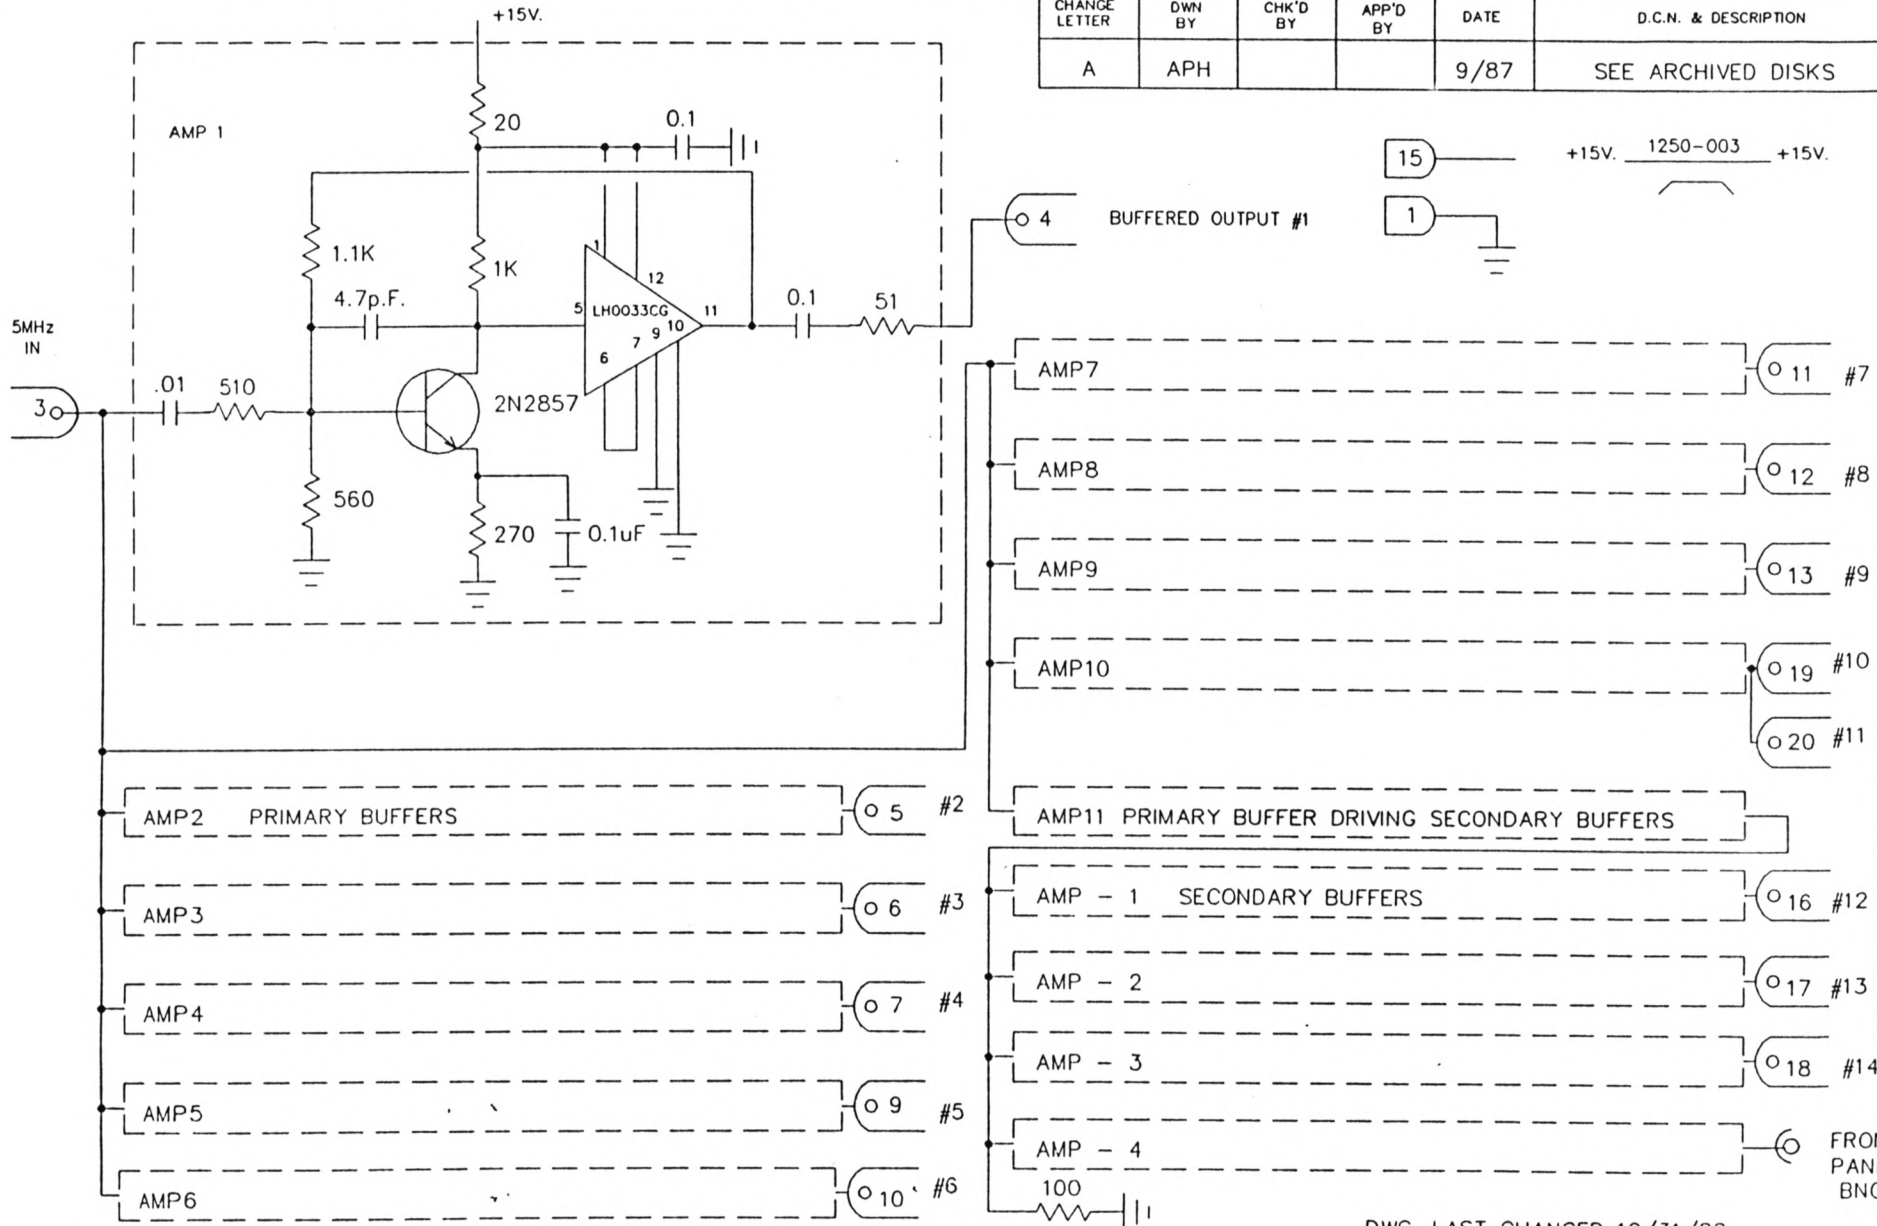 +15V.
CHANGE LETTER
DWN BY
CHK'D BY
APP'D BY
DATE
D.C.N. & DESCRIPTION
A
APH
9/87
SEE ARCHIVED DISKS
AMP 1
20
0.1
1.1K
1K
4.7p.F.
1
12
5
LH0033CG
11
6
7
9
10
0.1
51
4
BUFFERED OUTPUT #1
15
1
+15V.
1250-003
+15V.
5MHz
IN
3
.01
510
2N2857
560
270
0.1uF
AMP7
11
#7
AMP8
12
#8
AMP9
13
#9
AMP10
19
#10
20
#11
AMP2 PRIMARY BUFFERS
5
#2
AMP3
6
#3
AMP4
7
#4
AMP5
9
#5
AMP6
10
#6
AMP11 PRIMARY BUFFER DRIVING SECONDARY BUFFERS
AMP - 1 SECONDARY BUFFERS
16
#12
AMP - 2
17
#13
AMP - 3
18
#14
AMP - 4
BNC
100